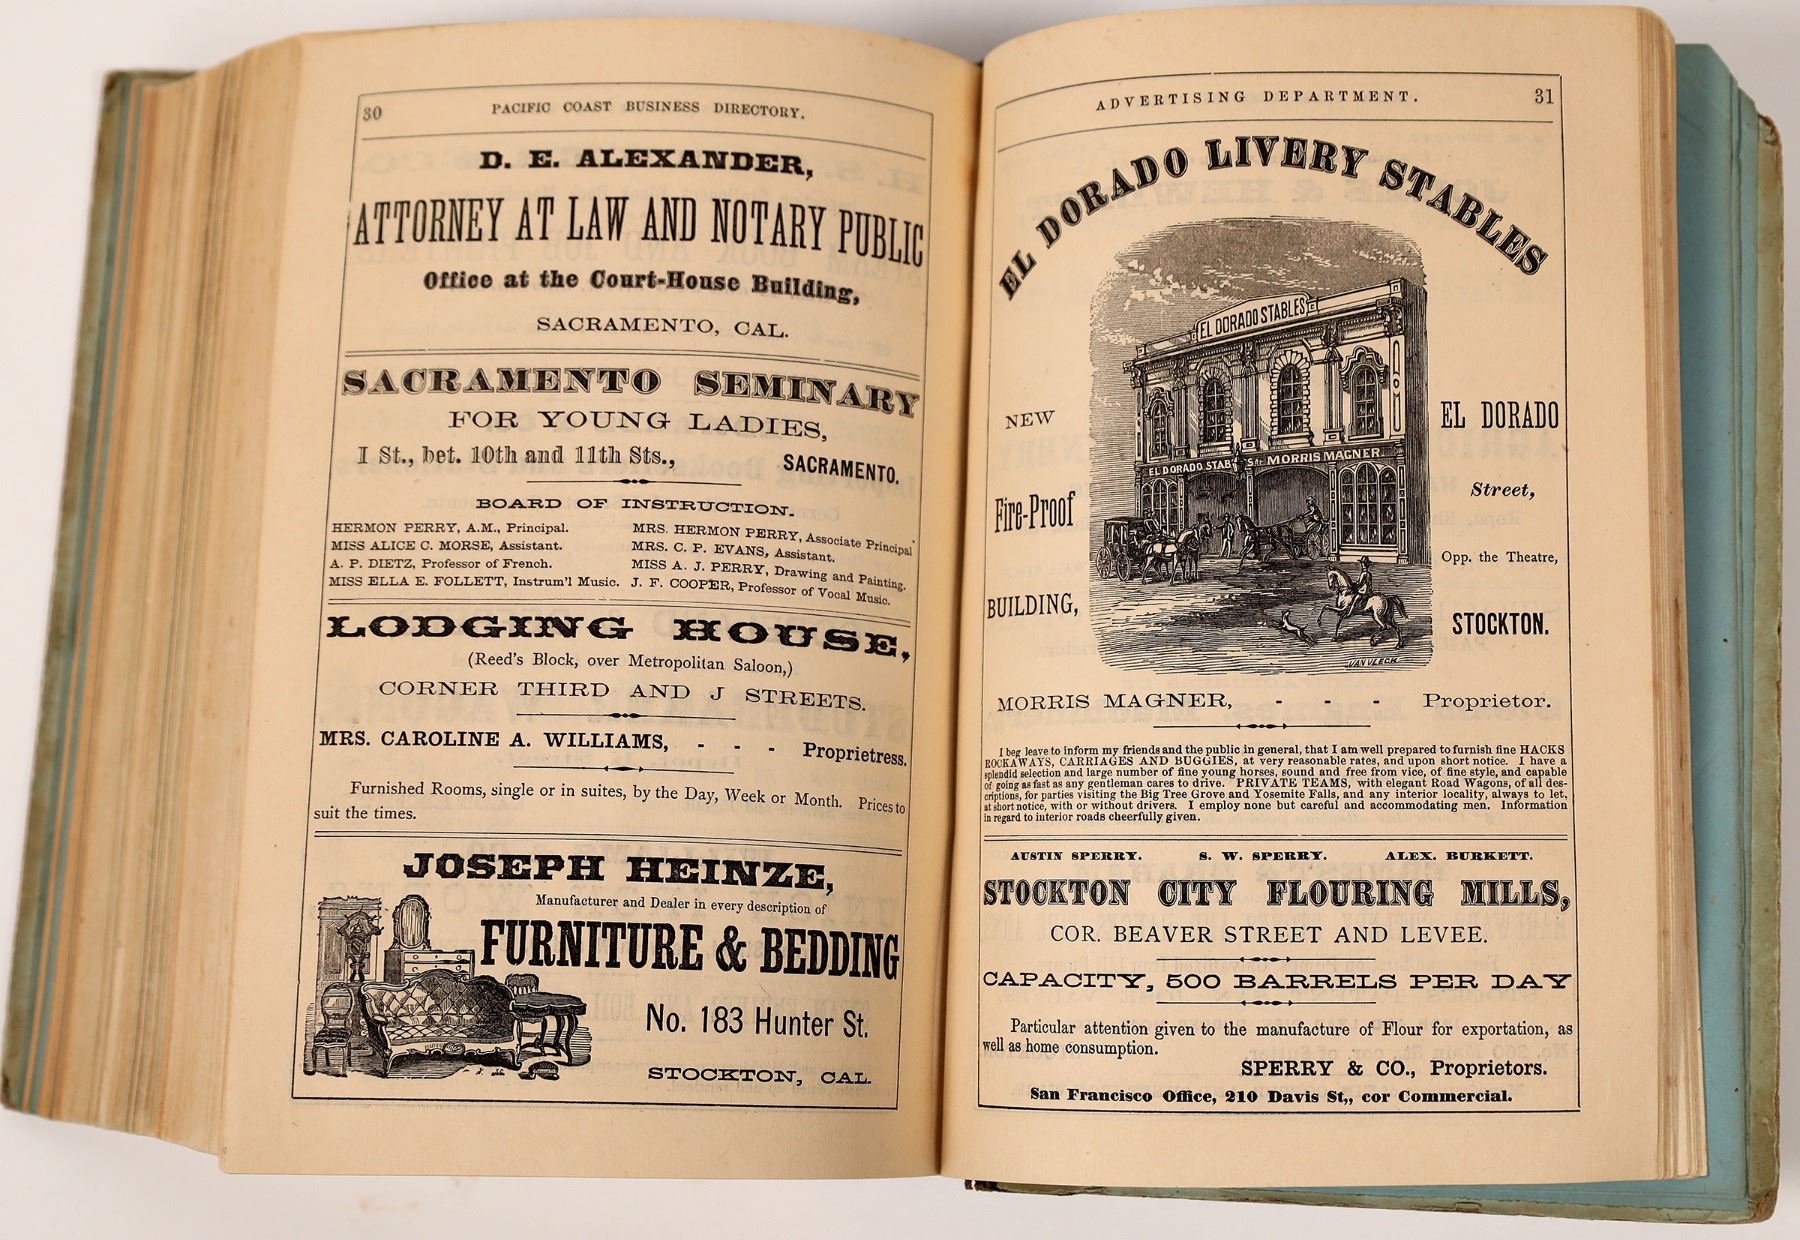 30
PACIFIC COAST BUSINESS DIRECTORY.
D. E. ALEXANDER,
ATTORNEY AT LAW AND NOTARY PUBLIC
Office at the Court-House Building,
SACRAMENTO, CAL.
SACRAMENTO SEMINARY
FOR YOUNG LADIES,
I St., bet. 10th and 11th Sts., SACRAMENTO.
BOARD OF INSTRUCTION.
HERMON PERRY, A.M., Principal.
MISS ALICE C. MORSE, Assistant.
A. P. DIETZ, Professor of French.
MISS ELLA E. FOLLETT, Instrum'l Music.
MRS. HERMON PERRY, Associate Principal
MRS. C. P. EVANS, Assistant.
MISS A. J. PERRY, Drawing and Painting.
J. F. COOPER, Professor of Vocal Music.
LODGING HOUSE,
(Reed's Block, over Metropolitan Saloon,)
CORNER THIRD AND J STREETS.
MRS. CAROLINE A. WILLIAMS, - - - Proprietress.
Furnished Rooms, single or in suites, by the Day, Week or Month. Prices to
suit the times.
JOSEPH HEINZE,
Manufacturer and Dealer in every description of
FURNITURE & BEDDING
No. 183 Hunter St.
STOCKTON, CAL.
ADVERTISING DEPARTMENT.
31
EL DORADO LIVERY STABLES
EL DORADO STABLES
EL DORADO STAB S. MORRIS MAGNER
VAN VLECK
NEW
Fire-Proof
BUILDING,
EL DORADO
Street,
Opp. the Theatre,
STOCKTON.
MORRIS MAGNER, - - - Proprietor.
I beg leave to inform my friends and the public in general, that I am well prepared to furnish fine HACKS
ROCKAWAYS, CARRIAGES AND BUGGIES, at very reasonable rates, and upon short notice. I have a
splendid selection and large number of fine young horses, sound and free from vice, of fine style, and capable
of going as fast as any gentleman cares to drive. PRIVATE TEAMS, with elegant Road Wagons, of all des-
criptions, for parties visiting the Big Tree Grove and Yosemite Falls, and any interior locality, always to let,
at short notice, with or without drivers. I employ none but careful and accommodating men. Information
in regard to interior roads cheerfully given.
AUSTIN SPERRY. S. W. SPERRY. ALEX. BURKETT.
STOCKTON CITY FLOURING MILLS,
COR. BEAVER STREET AND LEVEE.
CAPACITY, 500 BARRELS PER DAY
Particular attention given to the manufacture of Flour for exportation, as
well as home consumption.
SPERRY & CO., Proprietors.
San Francisco Office, 210 Davis St,, cor Commercial.